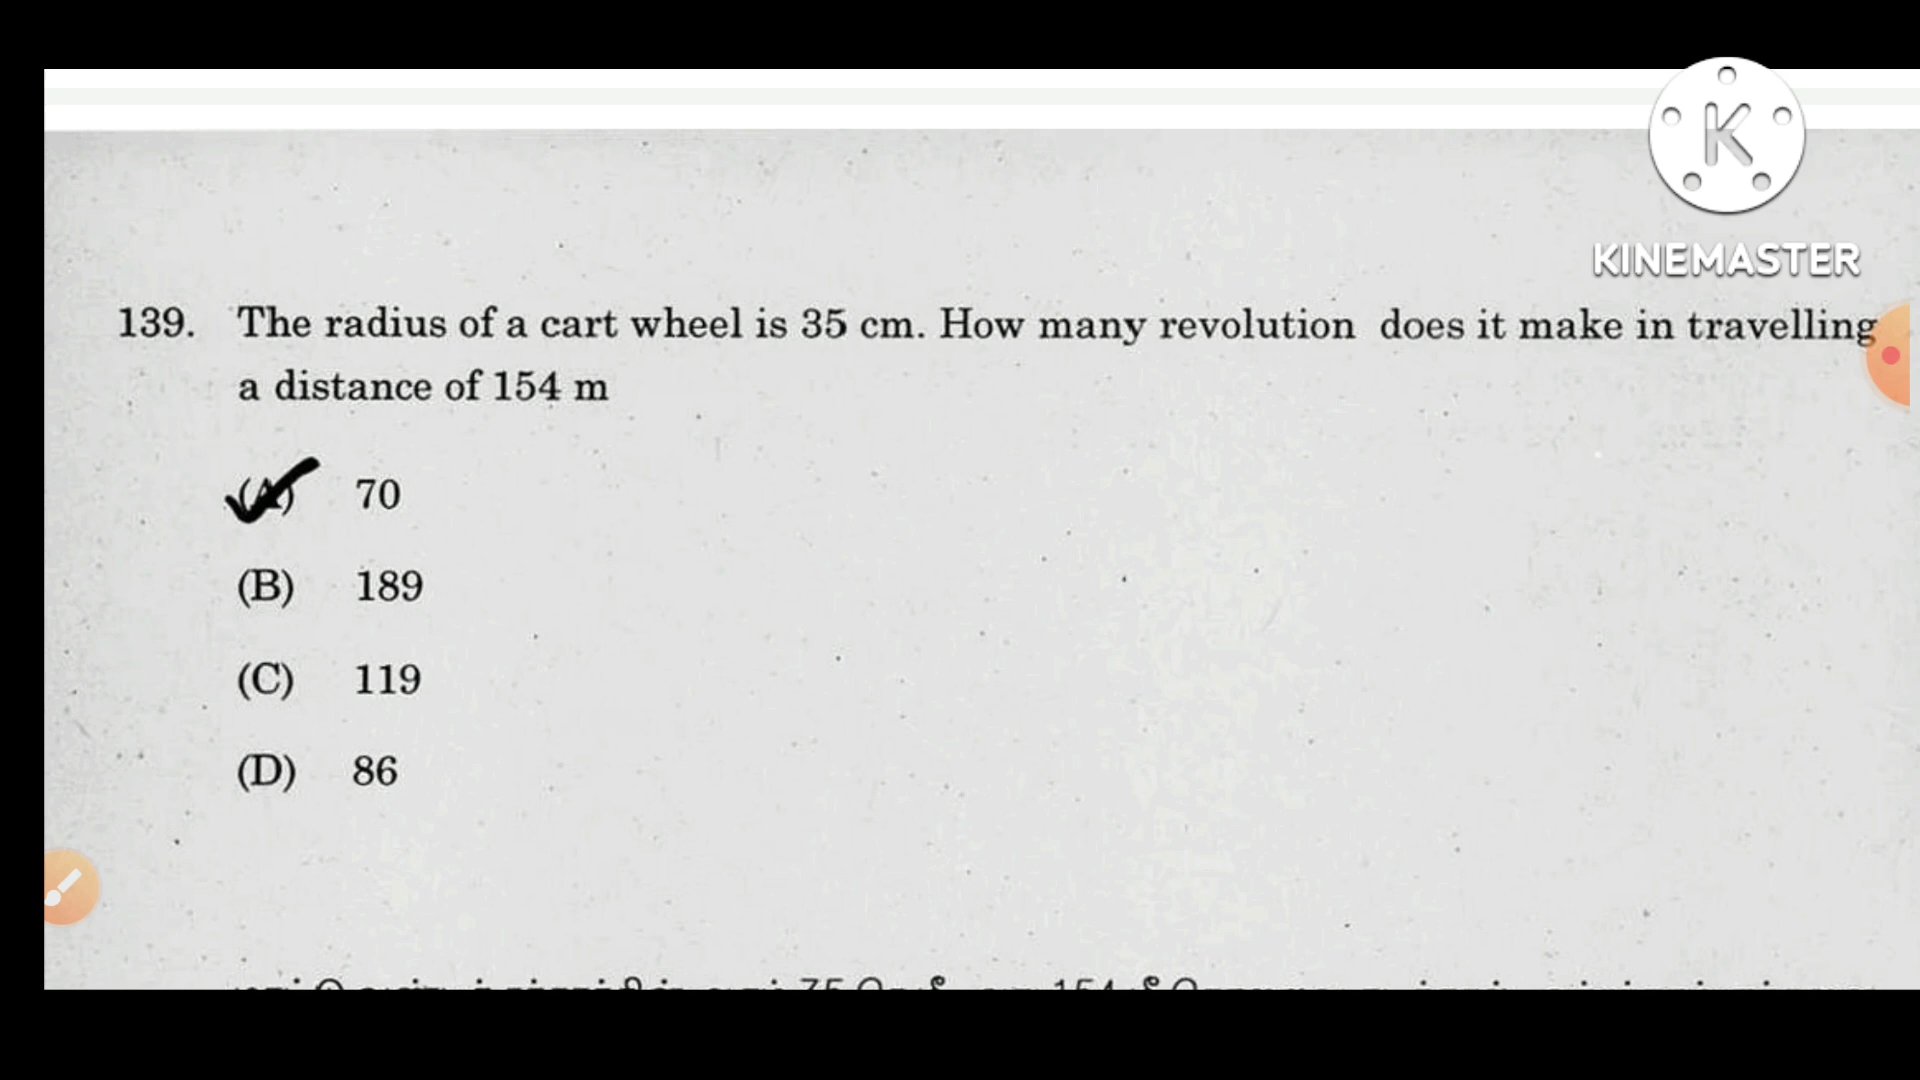 K
KINEMASTER
139. The radius of a cart wheel is 35 cm. How many revolution does it make in travelling
a distance of 154 m
(A) 70
(B) 189
(C) 119
(D) 86